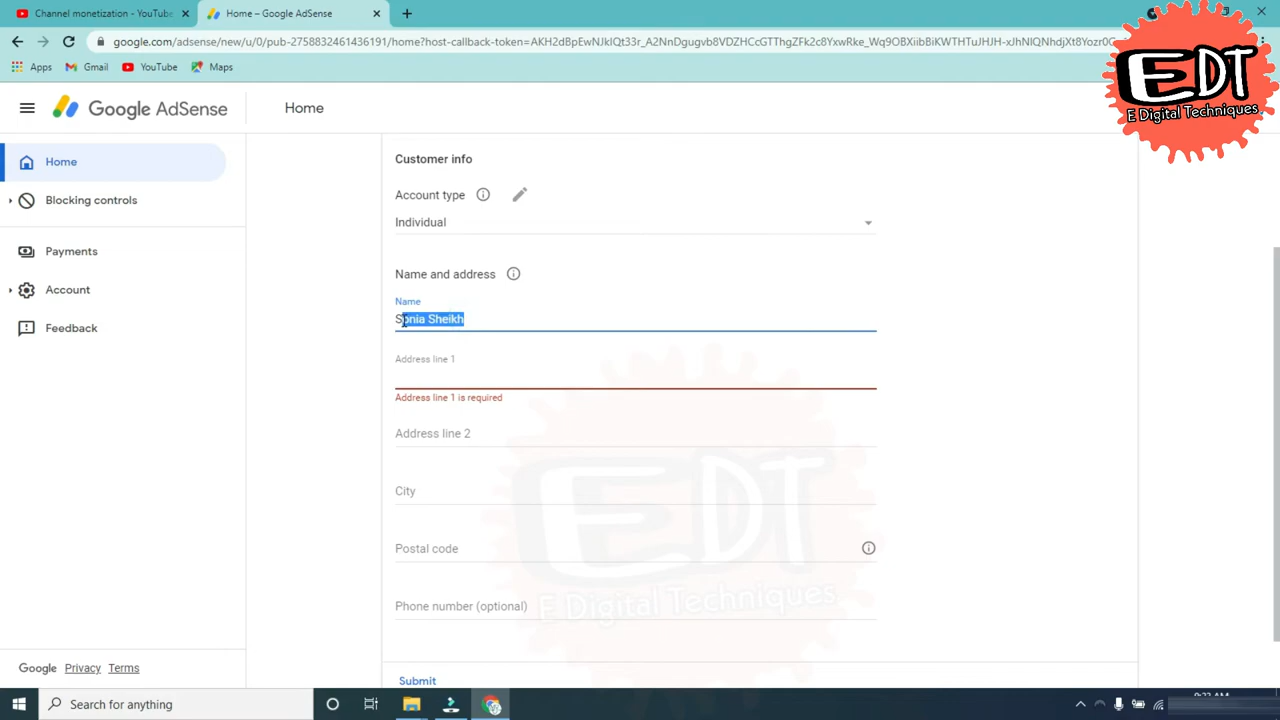 Channel monetization - YouTube
Home – Google AdSense
google.com/adsense/new/u/0/pub-2758832461436191/home?host-callback-token=
Apps Gmail YouTube Maps
EDT
E Digital Techniques
Google AdSense
Home
Home
Blocking controls
Payments
Account
Feedback
Customer info
Account type
Individual
Name and address
Name
Sonia Sheikh
Address line 1
Address line 1 is required
Address line 2
City
Postal code
Phone number (optional)
EDT
E Digital Techniques
Submit
Google Privacy Terms
Search for anything